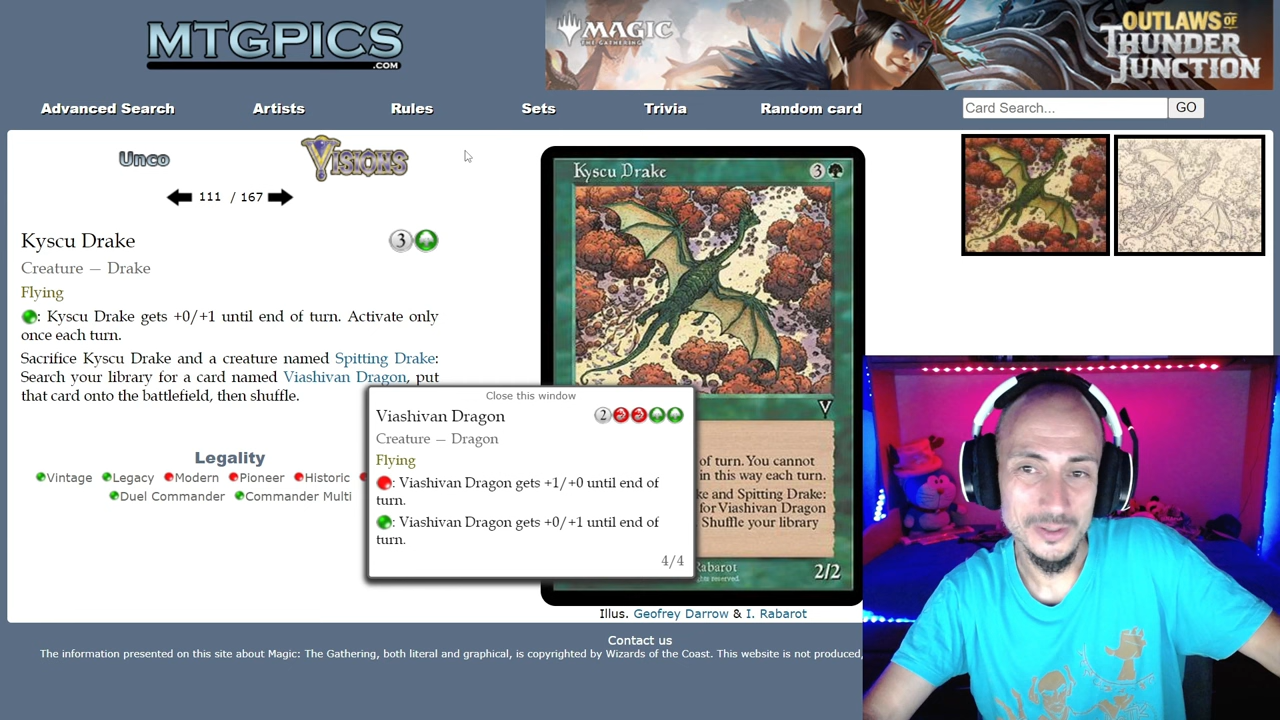 MTGPICS
.COM
MAGIC
THE GATHERING
OUTLAWS OF
THUNDER
JUNCTION
Advanced Search
Artists
Rules
Sets
Trivia
Random card
Card Search...
GO
Unco
VISIONS
111 / 167
Kyscu Drake
3
Creature — Drake
Flying
: Kyscu Drake gets +0/+1 until end of turn. Activate only
once each turn.
Sacrifice Kyscu Drake and a creature named Spitting Drake:
Search your library for a card named Viashivan Dragon, put
that card onto the battlefield, then shuffle.
Legality
Vintage
Legacy
Modern
Pioneer
Historic
Duel Commander
Commander Multi
Close this window
Viashivan Dragon
2
Creature — Dragon
Flying
: Viashivan Dragon gets +1/+0 until end of
turn.
: Viashivan Dragon gets +0/+1 until end of
turn.
4/4
Kyscu Drake
3
of turn. You cannot
in this way each turn.
ke and Spitting Drake:
for Viashivan Dragon
Shuffle your library
Rabarot
ghts reserved.
2/2
Illus. Geofrey Darrow & I. Rabarot
Contact us
The information presented on this site about Magic: The Gathering, both literal and graphical, is copyrighted by Wizards of the Coast. This website is not produced,